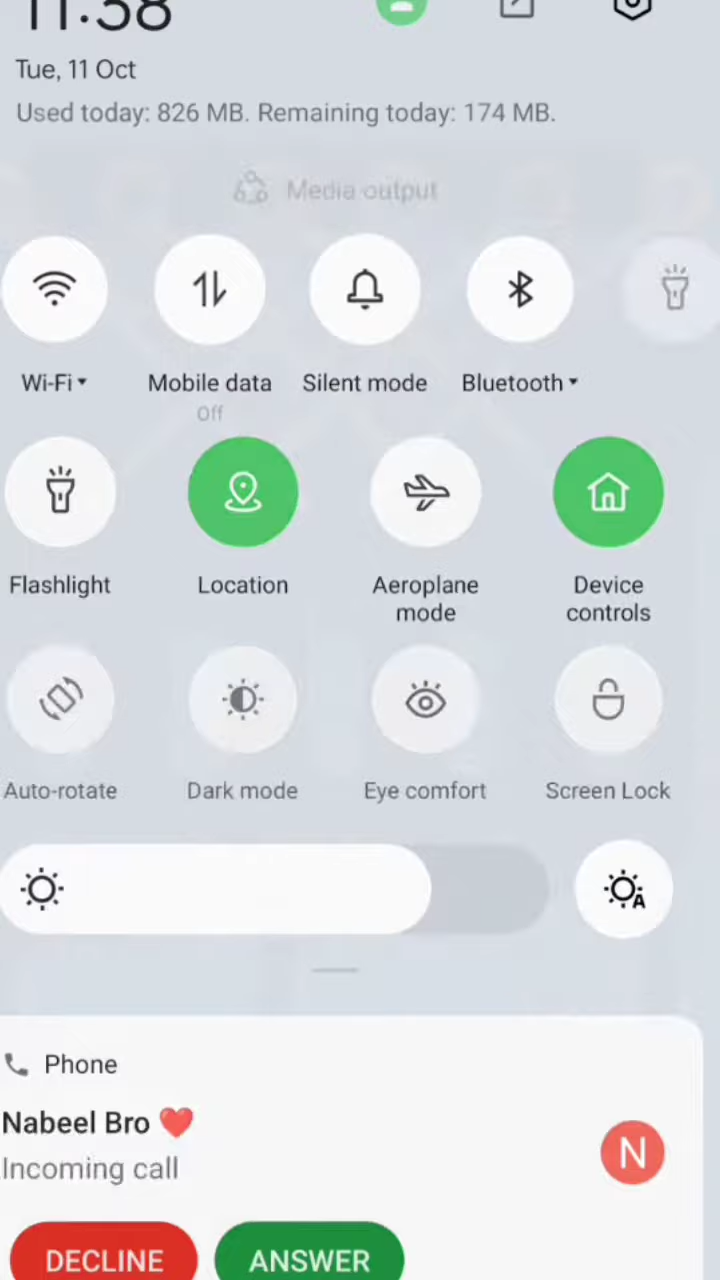 11:58
Tue, 11 Oct
Used today: 826 MB. Remaining today: 174 MB.
Media output
Wi-Fi Mobile data Silent mode Bluetooth
Off
Flashlight Location Aeroplane mode Device controls
Auto-rotate Dark mode Eye comfort Screen Lock
A
Phone
Nabeel Bro ❤️
Incoming call
N
DECLINE ANSWER